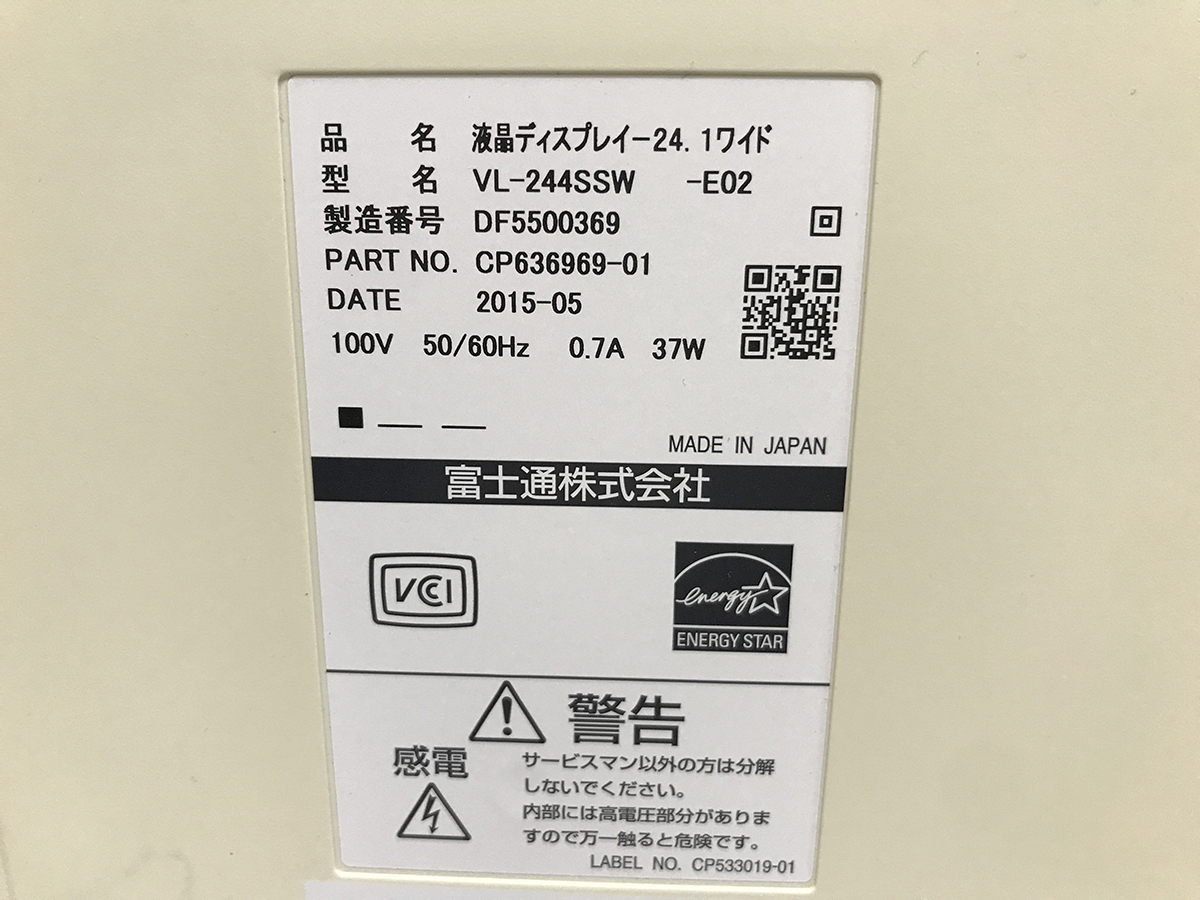 品 名 液晶ディスプレイー24.1ワイド
型 名 VL-244SSW -E02
製造番号 DF5500369
PART NO. CP636969-01
DATE 2015-05
100V 50/60Hz 0.7A 37W
MADE IN JAPAN
富士通株式会社
VCCI
energy
ENERGY STAR
警告
感電
サービスマン以外の方は分解
しないでください。
内部には高電圧部分がありま
すので万一触ると危険です。
LABEL NO. CP533019-01